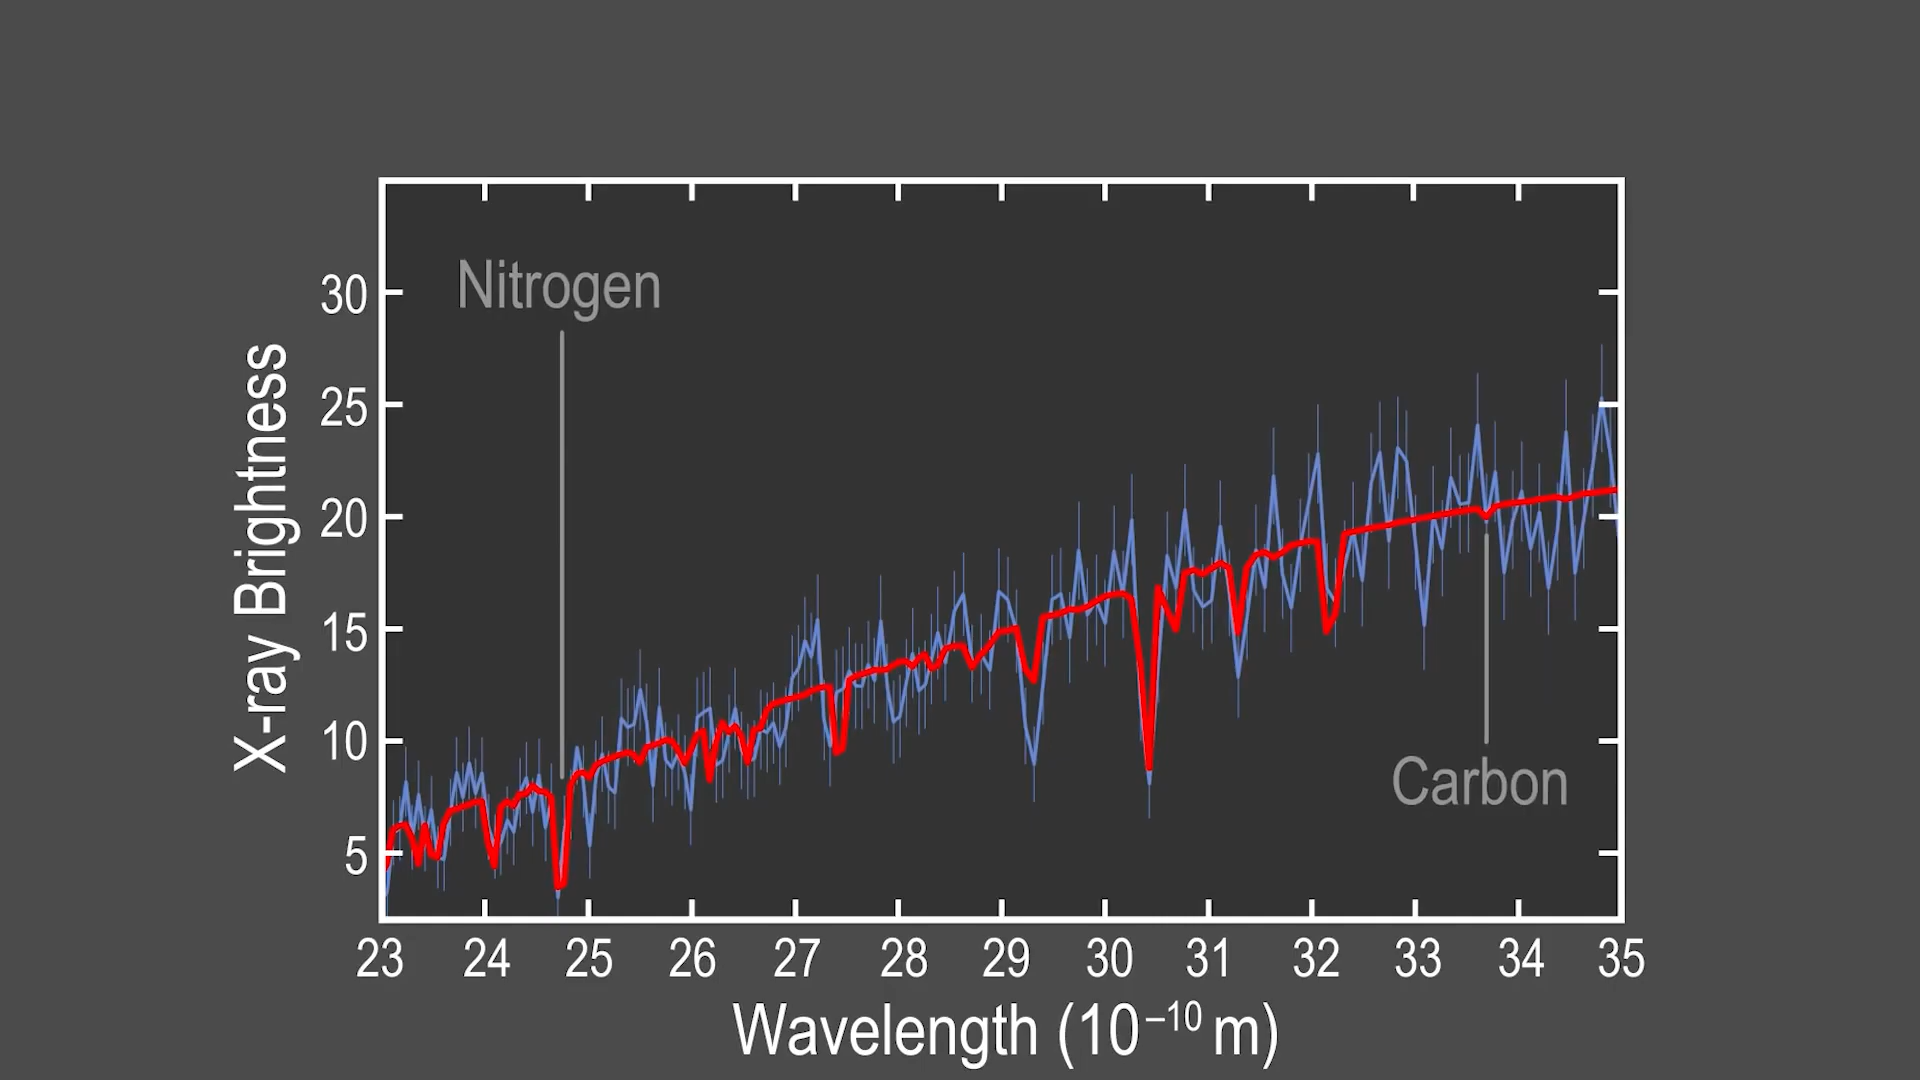 Nitrogen
30
25
20
15
10
5
X-ray Brightness
Carbon
23 24 25 26 27 28 29 30 31 32 33 34 35
Wavelength (10⁻¹⁰ m)